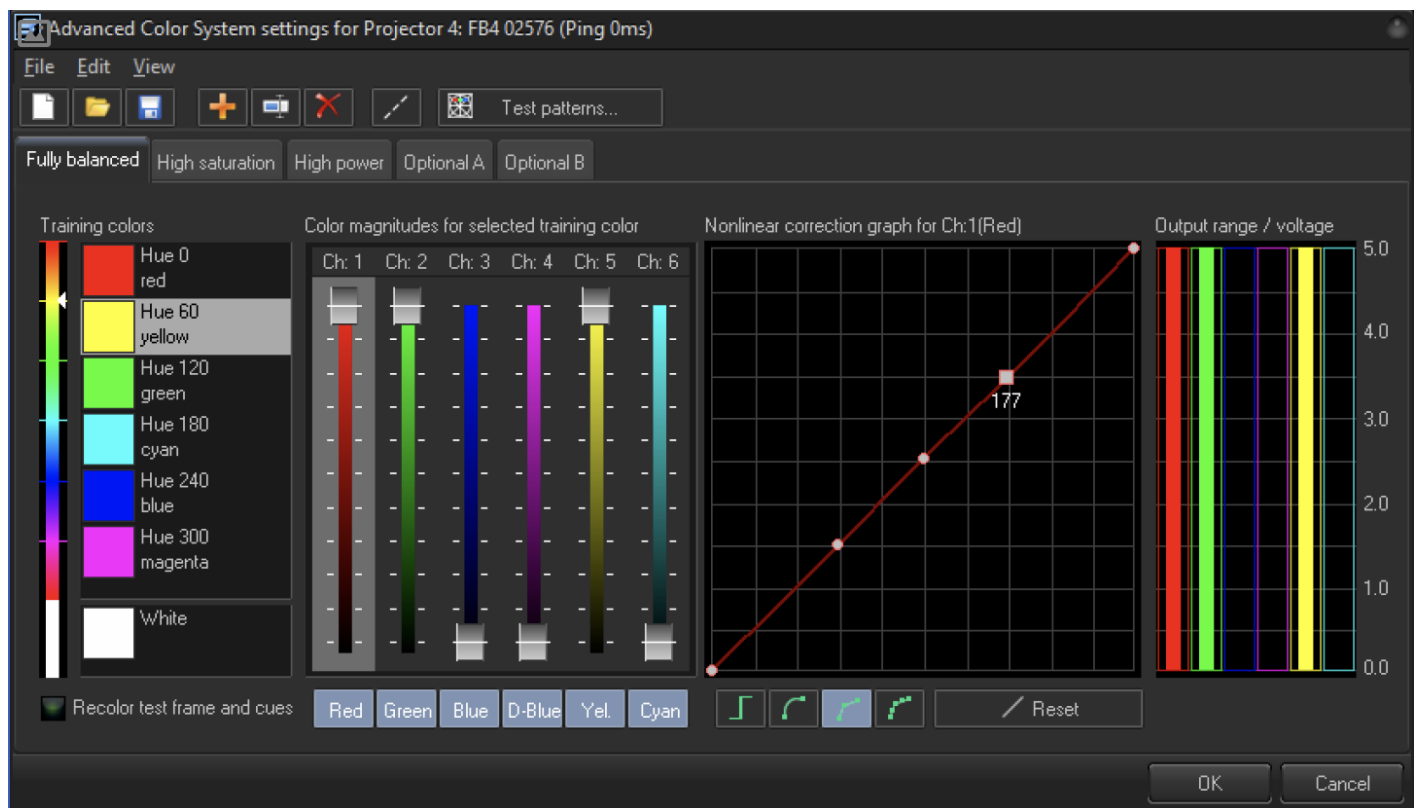 Advanced Color System settings for Projector 4: FB4 02576 (Ping 0ms)
File Edit View
Test patterns...
Fully balanced High saturation High power Optional A Optional B
Training colors
Hue 0
red
Hue 60
yellow
Hue 120
green
Hue 180
cyan
Hue 240
blue
Hue 300
magenta
White
Recolor test frame and cues
Color magnitudes for selected training color
Ch: 1 Ch: 2 Ch: 3 Ch: 4 Ch: 5 Ch: 6
Red Green Blue D-Blue Yel. Cyan
Nonlinear correction graph for Ch:1(Red)
177
Reset
Output range / voltage
5.0
4.0
3.0
2.0
1.0
0.0
OK Cancel